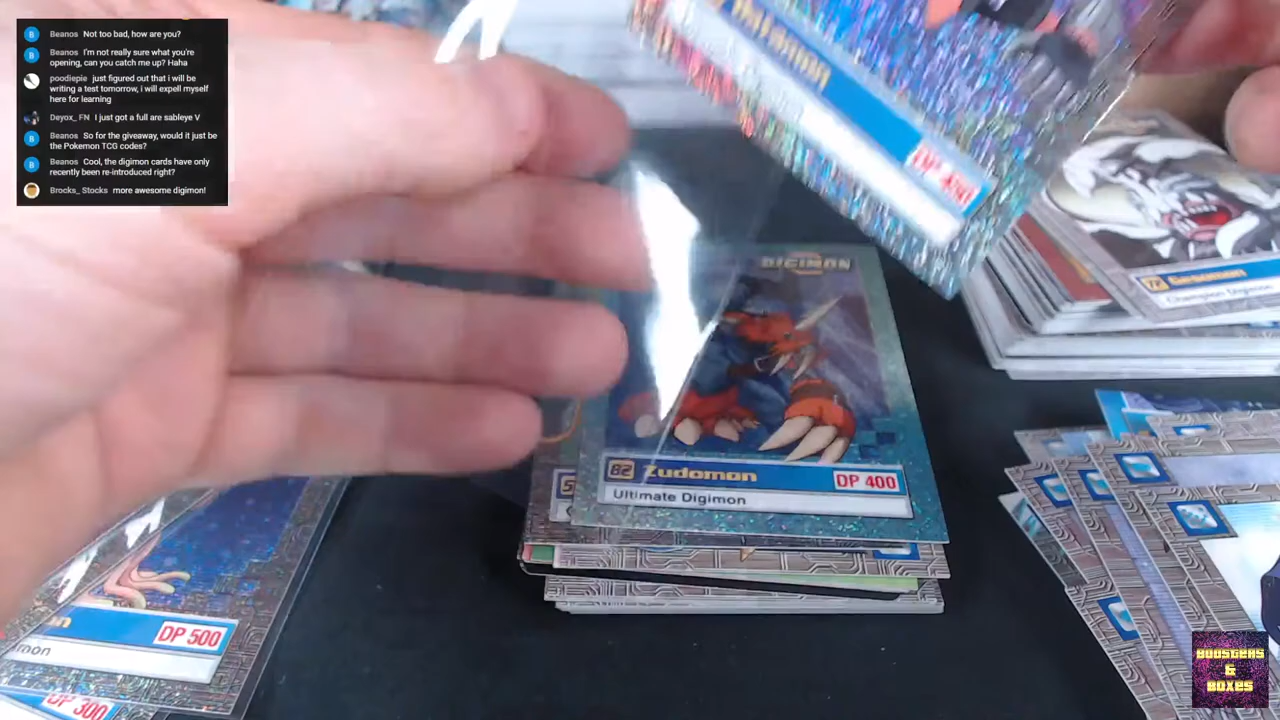 Beanos Not too bad, how are you?
Beanos I'm not really sure what you're
opening, can you catch me up? Haha
poodiepie just figured out that i will be
writing a test tomorrow, i will expell myself
here for learning
Deyox_ FN I just got a full are sableye V
Beanos So for the giveaway, would it just be
the Pokemon TCG codes?
Beanos Cool, the digimon cards have only
recently been re-introduced right?
Brocks_ Stocks more awesome digimon!
DIGIMON
82 Zudomon DP 400
Ultimate Digimon
Champion Digimon
DP 500
DP 300
BOOSTERS
&
BOXES